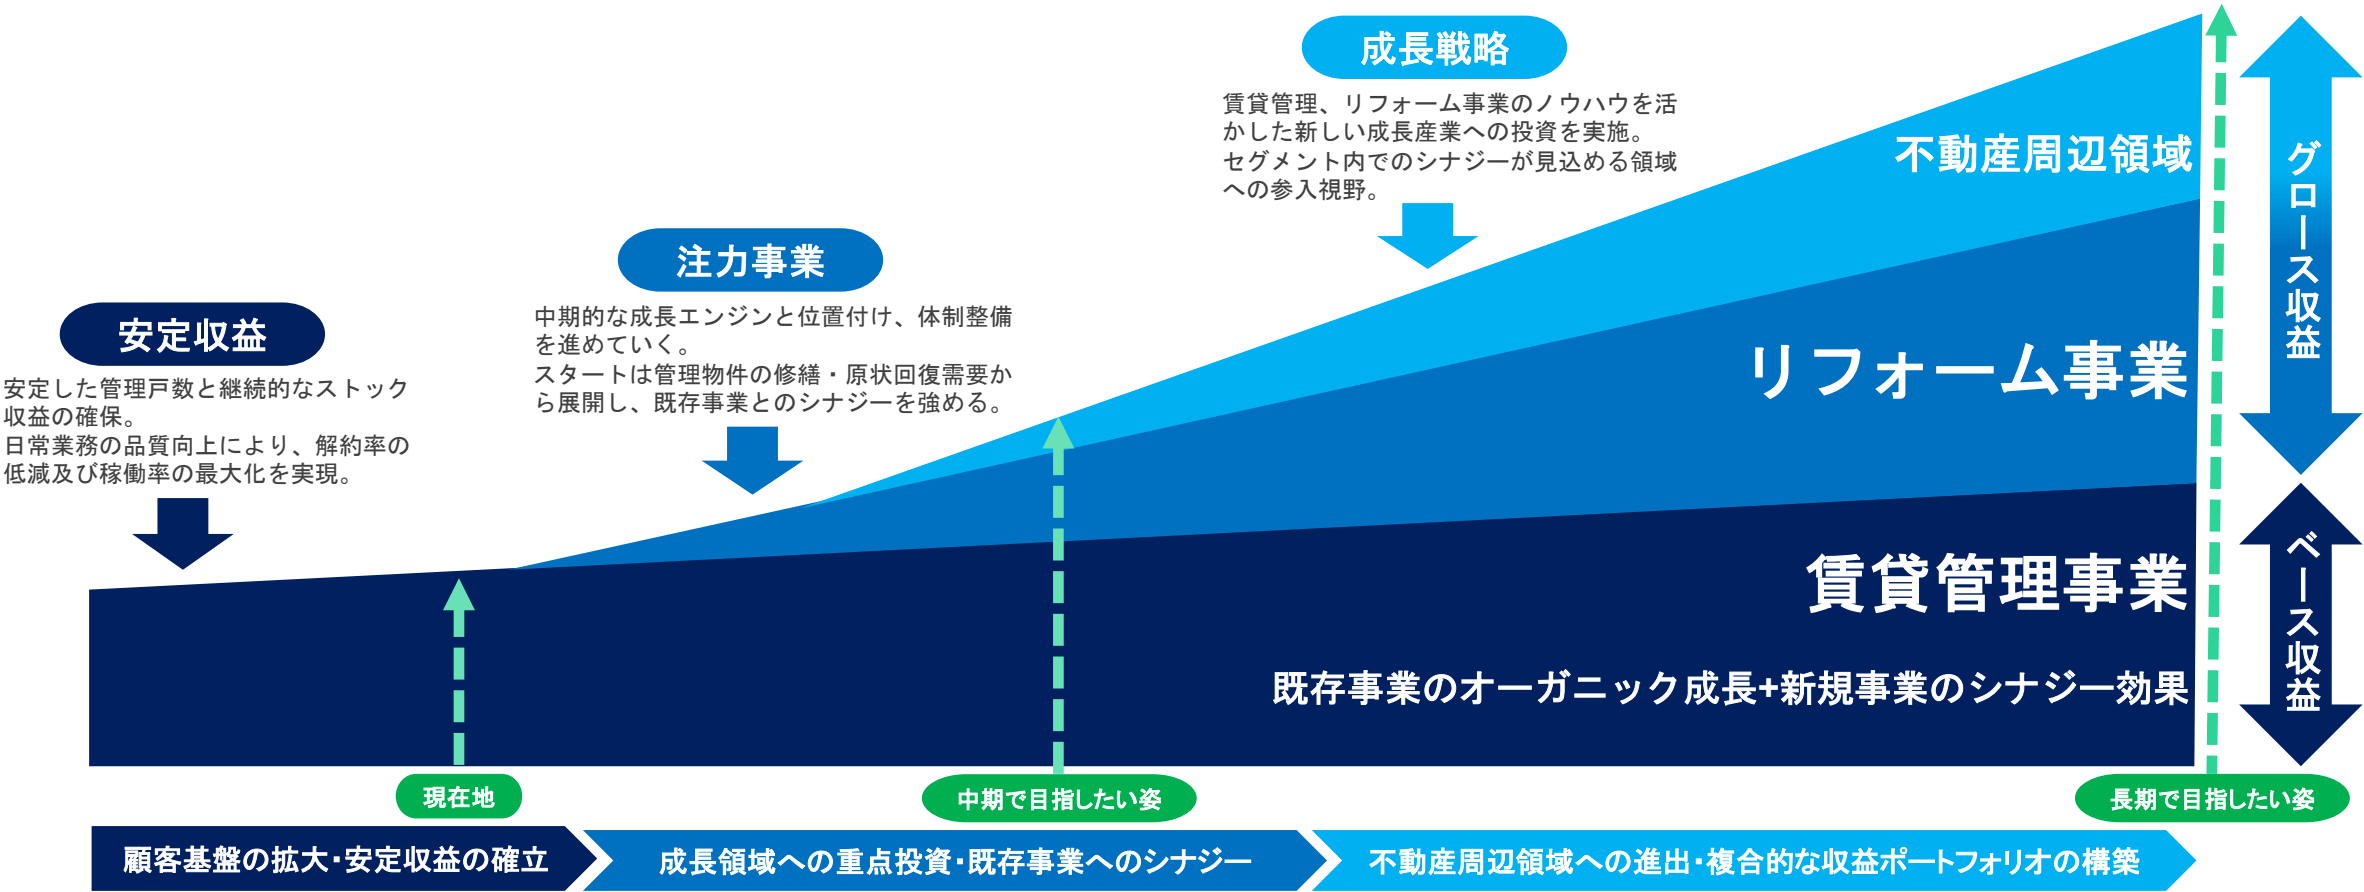 成長戦略
賃貸管理、リフォーム事業のノウハウを活
かした新しい成長産業への投資を実施。
セグメント内でのシナジーが見込める領域
への参入視野。
注力事業
中期的な成長エンジンと位置付け、体制整備
を進めていく。
スタートは管理物件の修繕・原状回復需要か
ら展開し、既存事業とのシナジーを強める。
安定収益
安定した管理戸数と継続的なストック
収益の確保。
日常業務の品質向上により、解約率の
低減及び稼働率の最大化を実現。
不動産周辺領域
リフォーム事業
賃貸管理事業
既存事業のオーガニック成長+新規事業のシナジー効果
グロース収益
ベース収益
現在地
中期で目指したい姿
長期で目指したい姿
顧客基盤の拡大・安定収益の確立
成長領域への重点投資・既存事業へのシナジー
不動産周辺領域への進出・複合的な収益ポートフォリオの構築